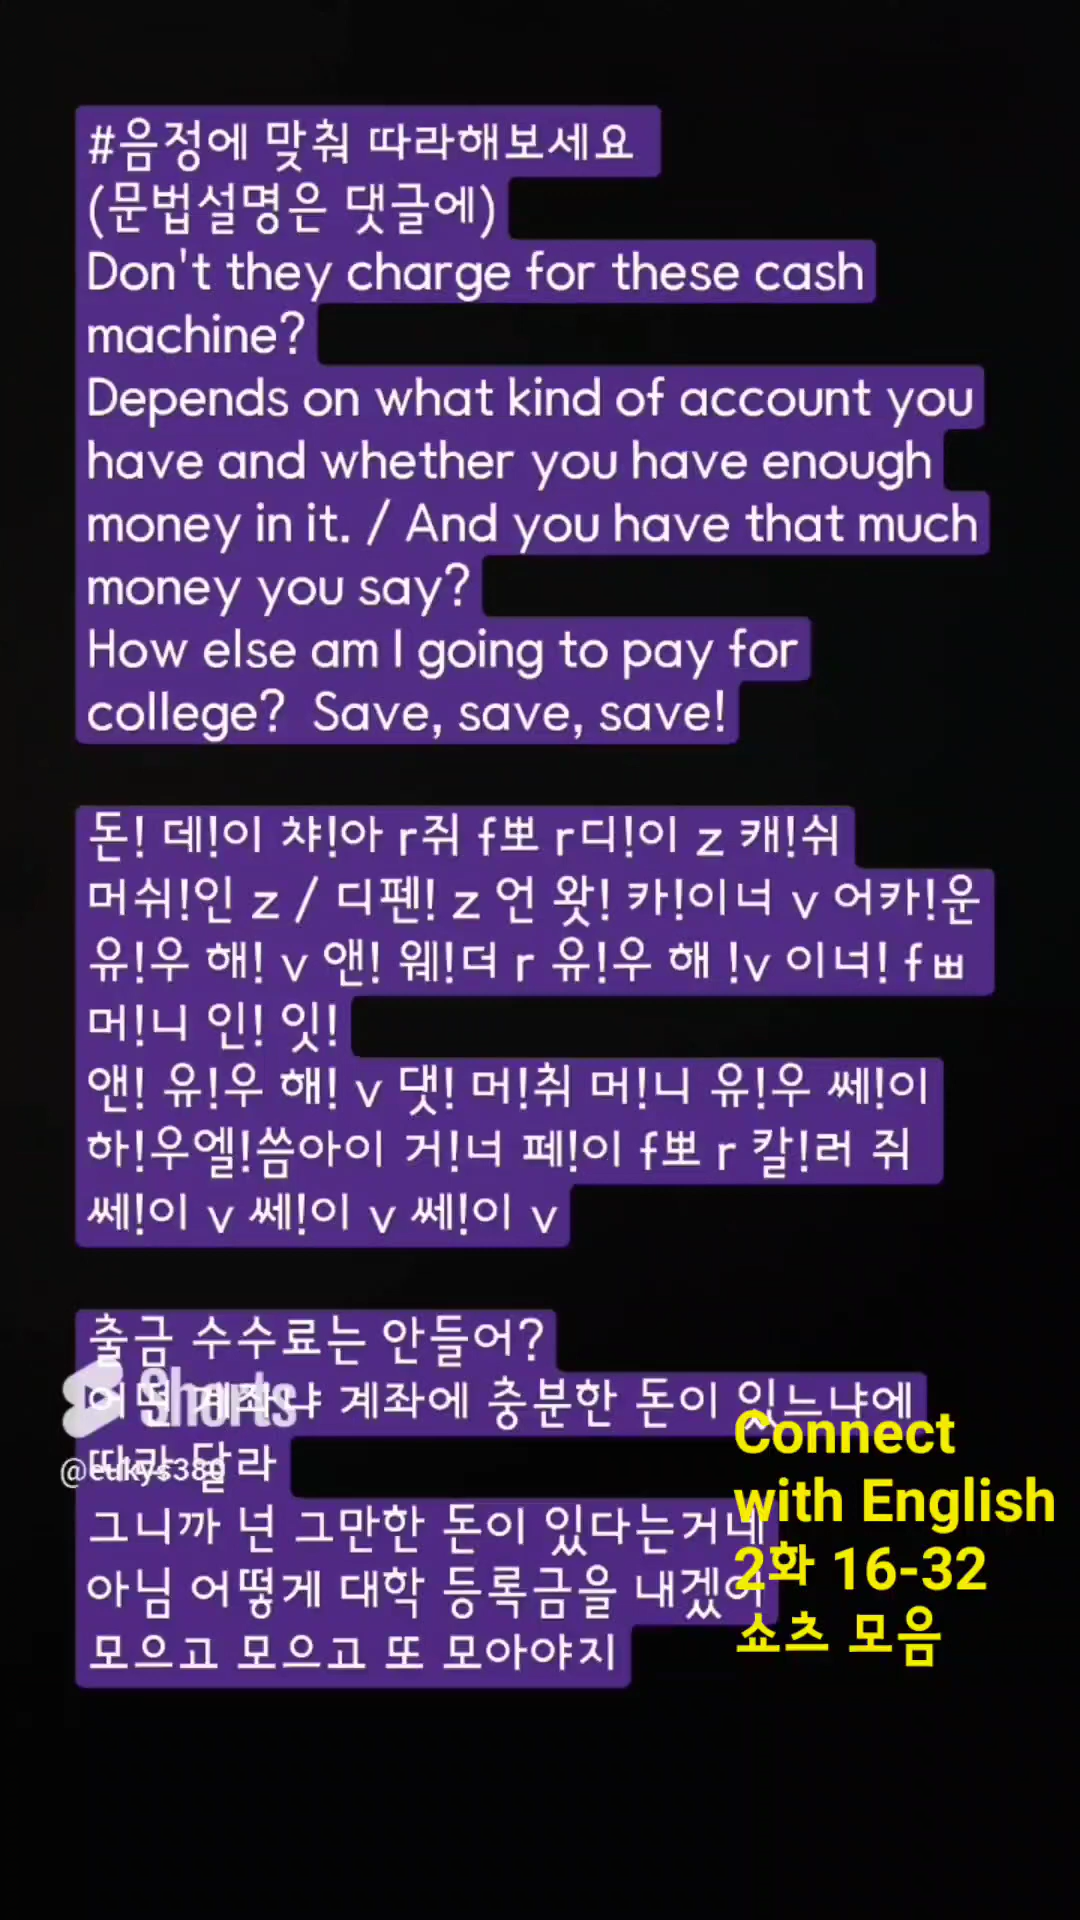 #음정에 맞춰 따라해보세요
(문법설명은 댓글에)
Don't they charge for these cash
machine?
Depends on what kind of account you
have and whether you have enough
money in it. / And you have that much
money you say?
How else am I going to pay for
college?  Save, save, save!
돈! 데!이 챠!아 r쥐 f뽀 r디!이 z 캐!쉬
머쉬!인 z / 디펜! z 언 왓! 카!이너 v 어카!운
유!우 해! v 앤! 웨!더 r 유!우 해 !v 이너! fㅃ
머!니 인! 잇!
앤! 유!우 해! v 댓! 머!취 머!니 유!우 쎄!이
하!우엘!씀아이 거!너 페!이 f뽀 r 칼!러 쥐
쎄!이 v 쎄!이 v 쎄!이 v
출금 수수료는 안들어?
어떤 계좌냐 계좌에 충분한 돈이 있느냐에
따라 달라
그니까 넌 그만한 돈이 있다는거네
아님 어떻게 대학 등록금을 내겠어
모으고 모으고 또 모아야지
Shorts
@eukys380
Connect
with English
2화 16-32
쇼츠 모음